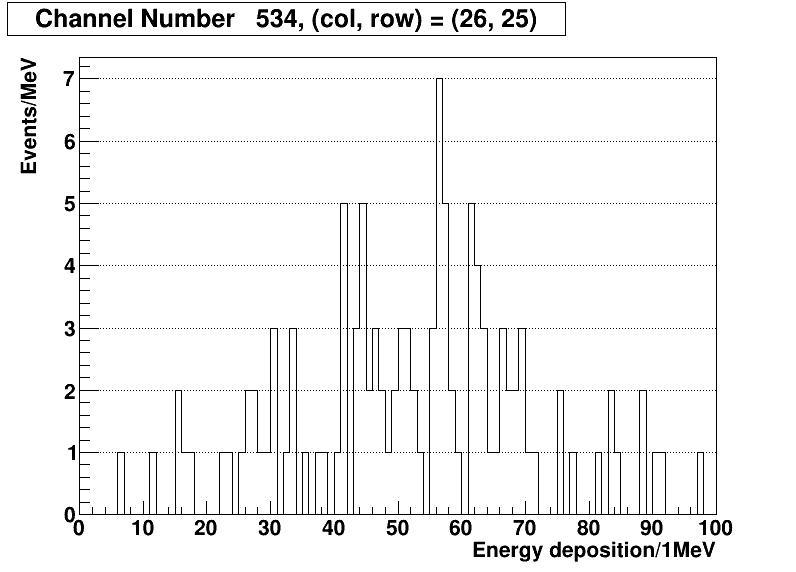 Channel Number 534, (col, row) = (26, 25)
Events/MeV
7
6
5
4
3
2
1
0
0 10 20 30 40 50 60 70 80 90 100
Energy deposition/1MeV